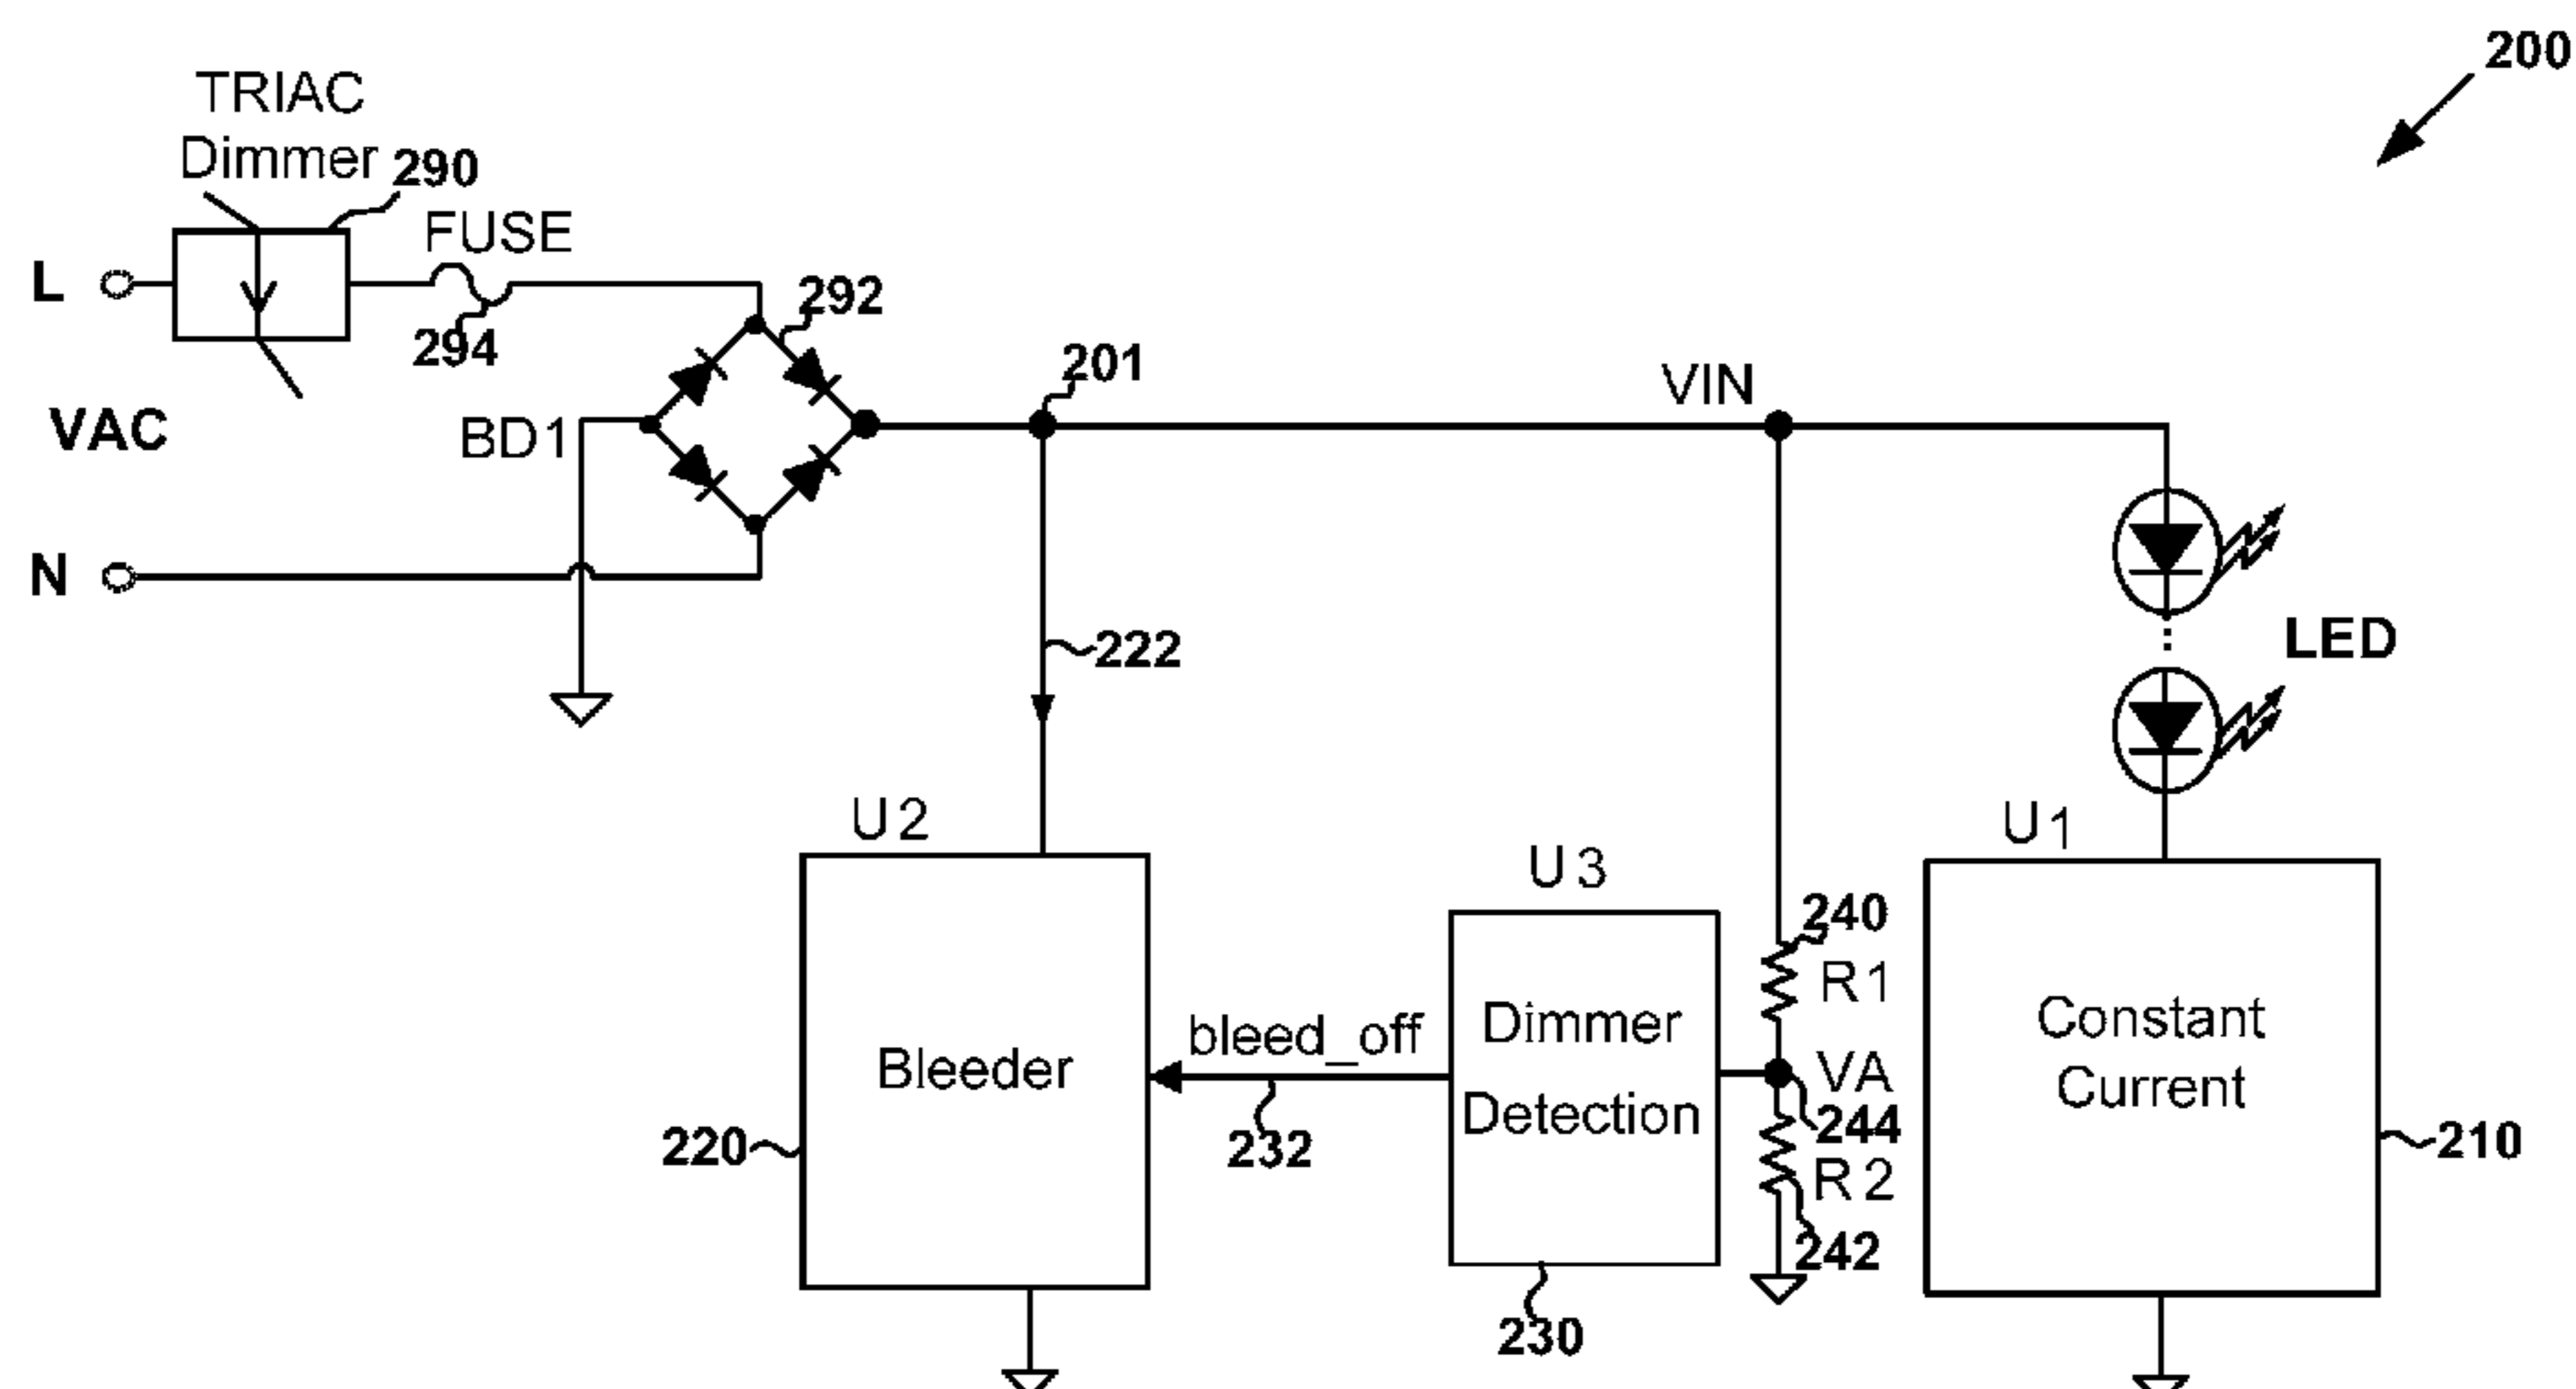 200
TRIAC
Dimmer
290
FUSE
L
294
292
VAC
BD1
201
VIN
N
222
LED
U2
U3
U1
240
R1
bleed_off
Dimmer
Detection
Bleeder
VA
244
Constant
Current
220
232
R2
210
242
230